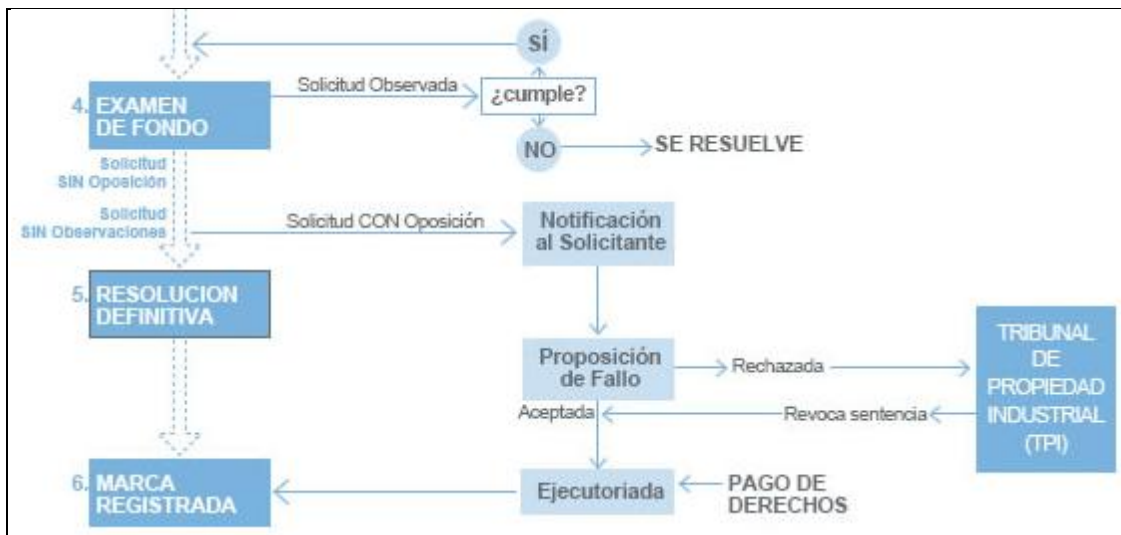 SÍ
4. EXAMEN
DE FONDO
Solicitud Observada
¿cumple?
NO
SE RESUELVE
Solicitud
SIN Oposición
Solicitud
SIN Observaciones
Solicitud CON Oposición
Notificación
al Solicitante
5. RESOLUCION
DEFINITIVA
Proposición
de Fallo
Rechazada
TRIBUNAL
DE
PROPIEDAD
INDUSTRIAL
(TPI)
Aceptada
Revoca sentencia
6. MARCA
REGISTRADA
Ejecutoriada
PAGO DE
DERECHOS